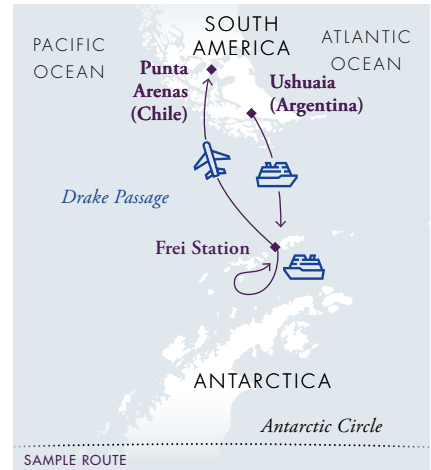 SOUTH
AMERICA
PACIFIC
OCEAN
ATLANTIC
OCEAN
Punta
Arenas
(Chile)
Ushuaia
(Argentina)
Drake Passage
Frei Station
ANTARCTICA
Antarctic Circle
SAMPLE ROUTE